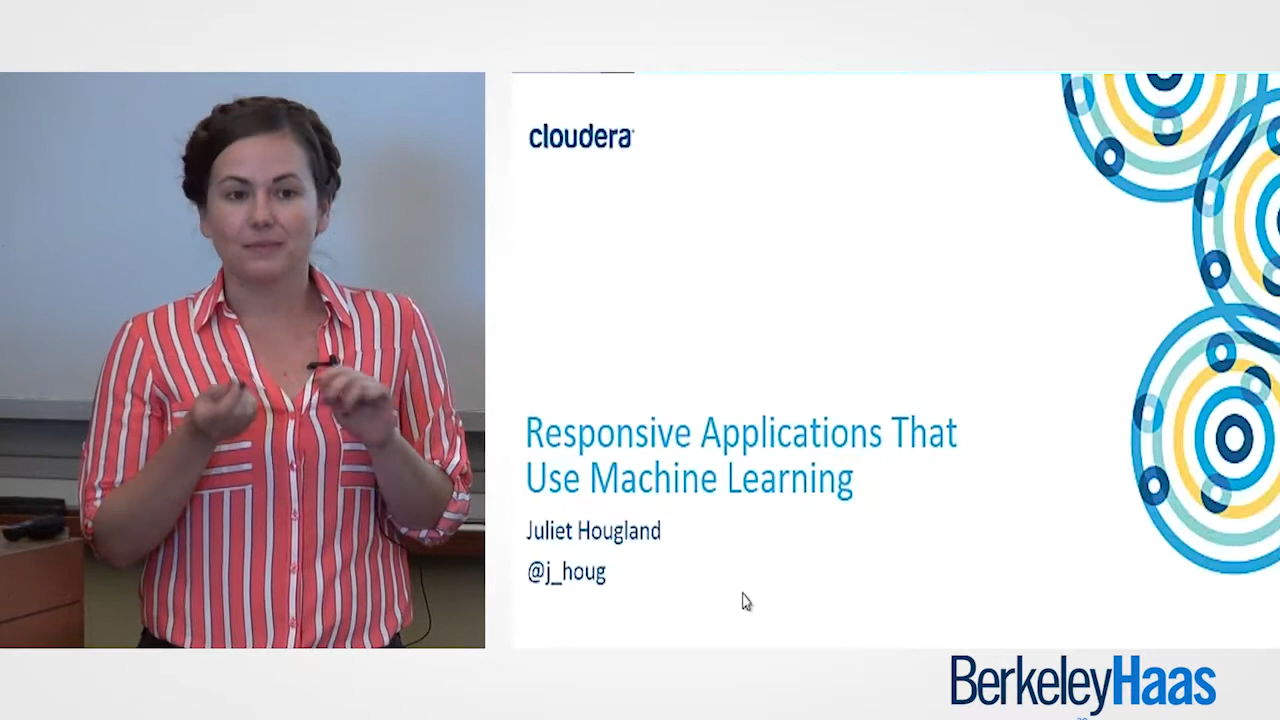 cloudera
Responsive Applications That
Use Machine Learning
Juliet Hougland
@j_houg
BerkeleyHaas